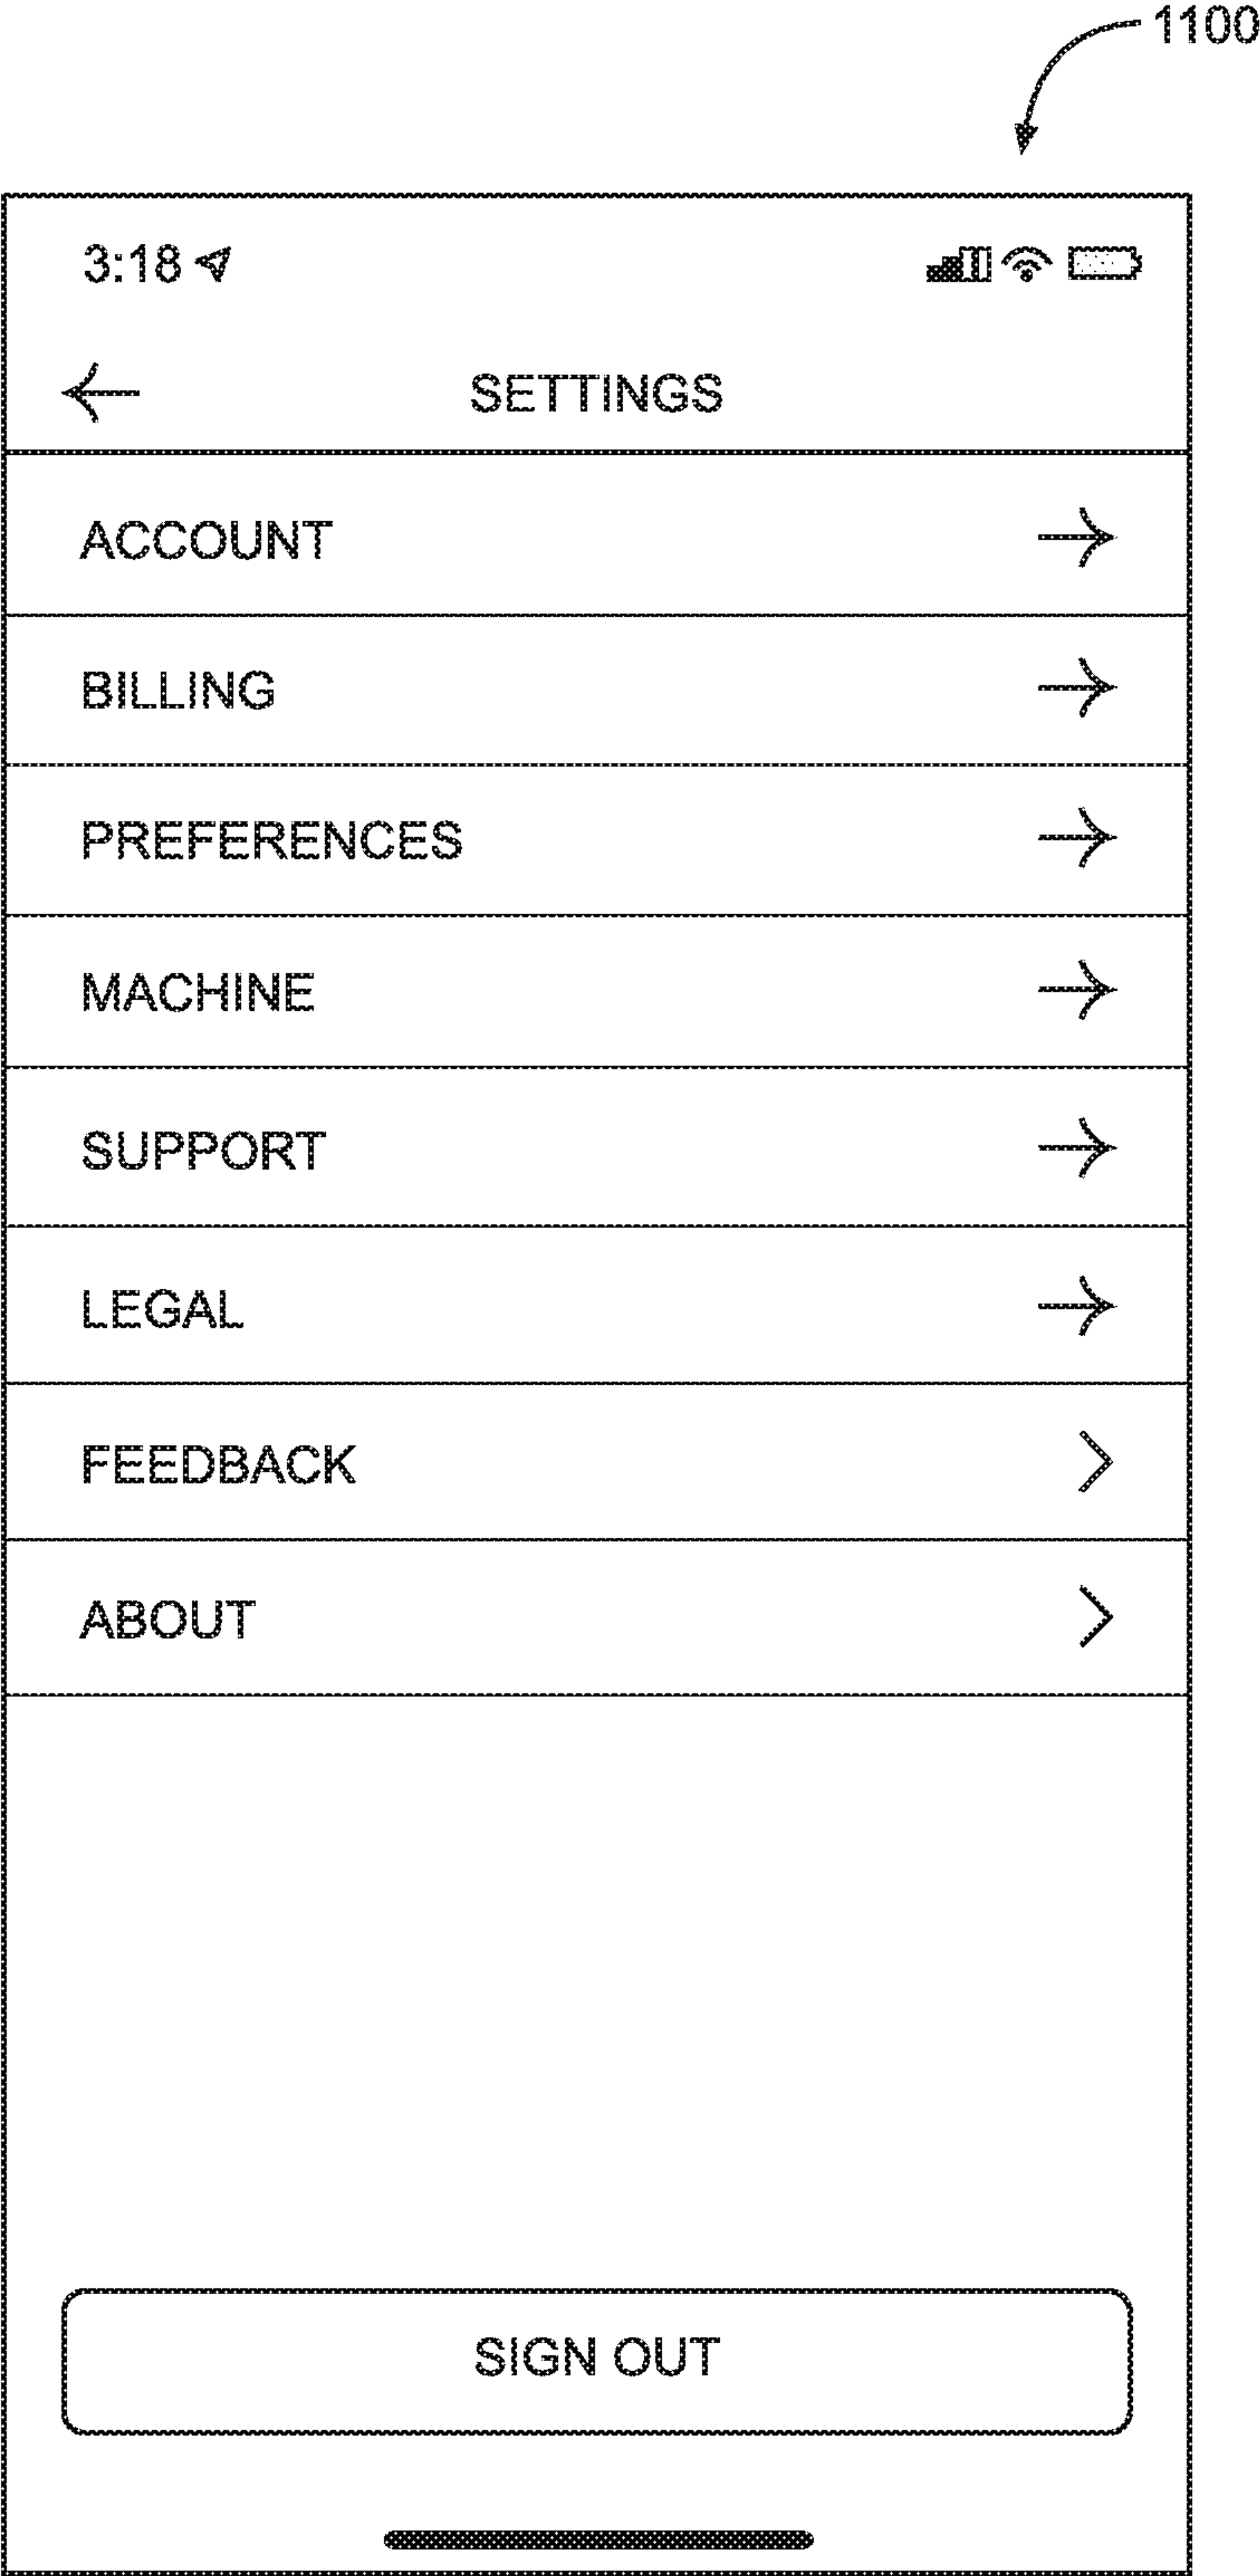 1100
3:18
SETTINGS
ACCOUNT
BILLING
PREFERENCES
MACHINE
SUPPORT
LEGAL
FEEDBACK
ABOUT
SIGN OUT